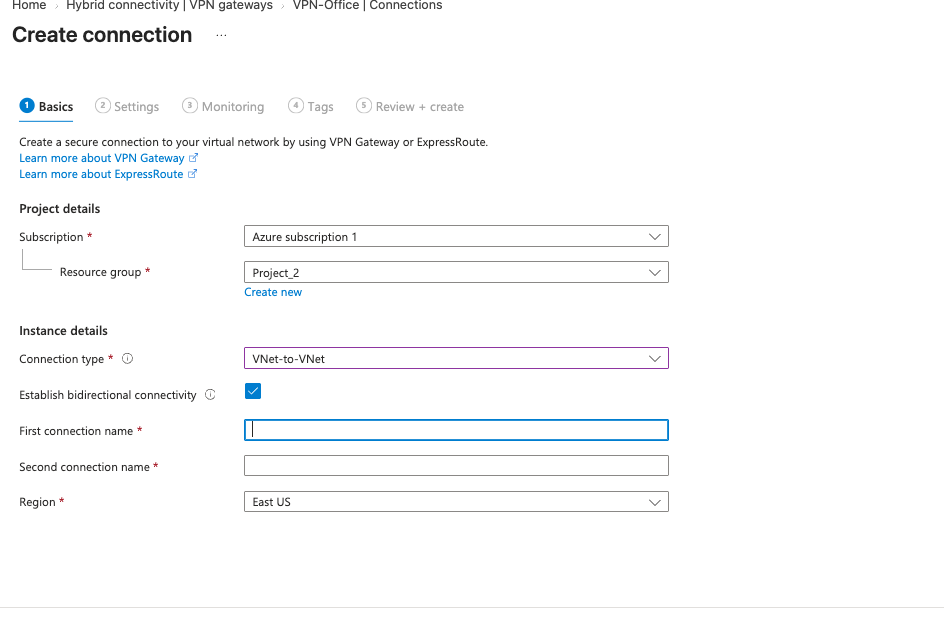 Home › Hybrid connectivity | VPN gateways › VPN-Office | Connections
Create connection ...
1 Basics 2 Settings 3 Monitoring 4 Tags 5 Review + create
Create a secure connection to your virtual network by using VPN Gateway or ExpressRoute.
Learn more about VPN Gateway
Learn more about ExpressRoute
Project details
Subscription * Azure subscription 1
Resource group * Project_2
Create new
Instance details
Connection type * VNet-to-VNet
Establish bidirectional connectivity
First connection name *
Second connection name *
Region * East US